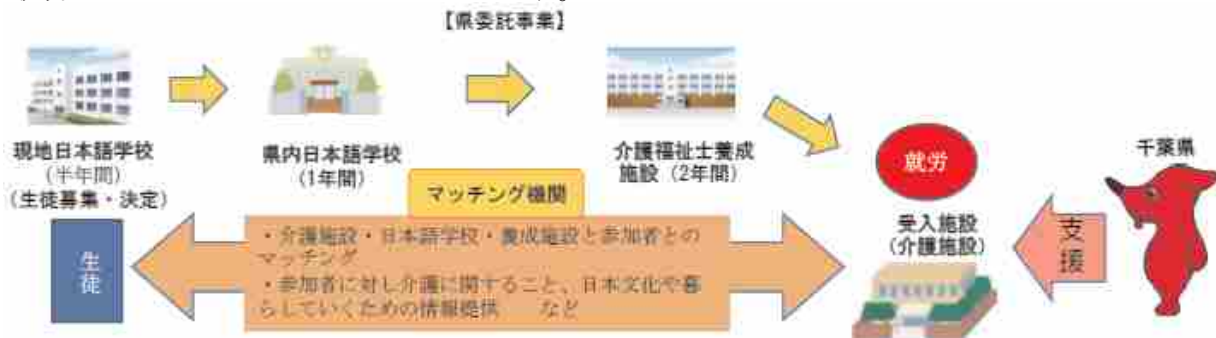 【県委託事業】
現地日本語学校
(半年間)
(生徒募集・決定)
県内日本語学校
(1年間)
介護福祉士養成
施設(2年間)
就労
千葉県
マッチング機関
受入施設
(介護施設)
支援
生徒
・介護施設・日本語学校・養成施設と参加者との
マッチング
・参加者に対し介護に関すること、日本文化や暮
らしていくための情報提供　　など